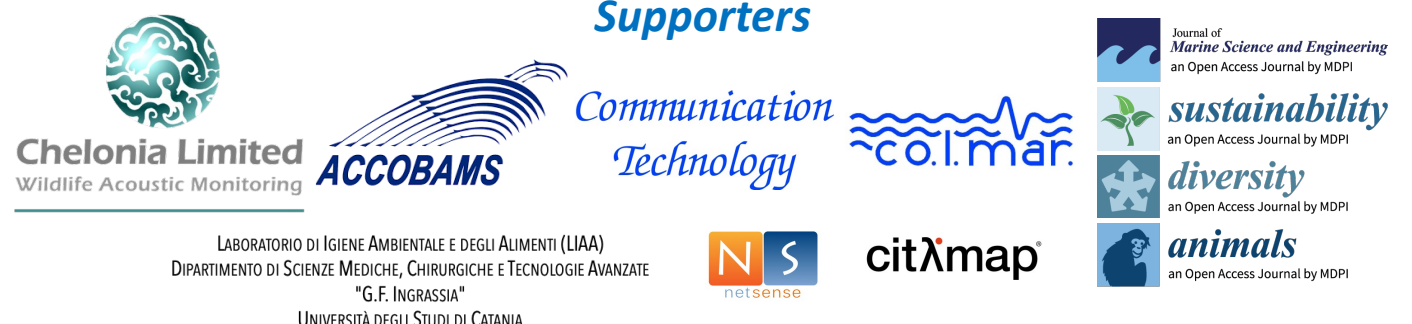 Supporters
Chelonia Limited
Wildlife Acoustic Monitoring
ACCOBAMS
Communication
Technology
co.l.mar.
Journal of
Marine Science and Engineering
an Open Access Journal by MDPI
sustainability
an Open Access Journal by MDPI
diversity
an Open Access Journal by MDPI
animals
an Open Access Journal by MDPI
Laboratorio di Igiene Ambientale e degli Alimenti (LIAA)
Dipartimento di Scienze Mediche, Chirurgiche e Tecnologie Avanzate
"G.F. Ingrassia"
Università degli Studi di Catania
NS
netsense
citλmap®